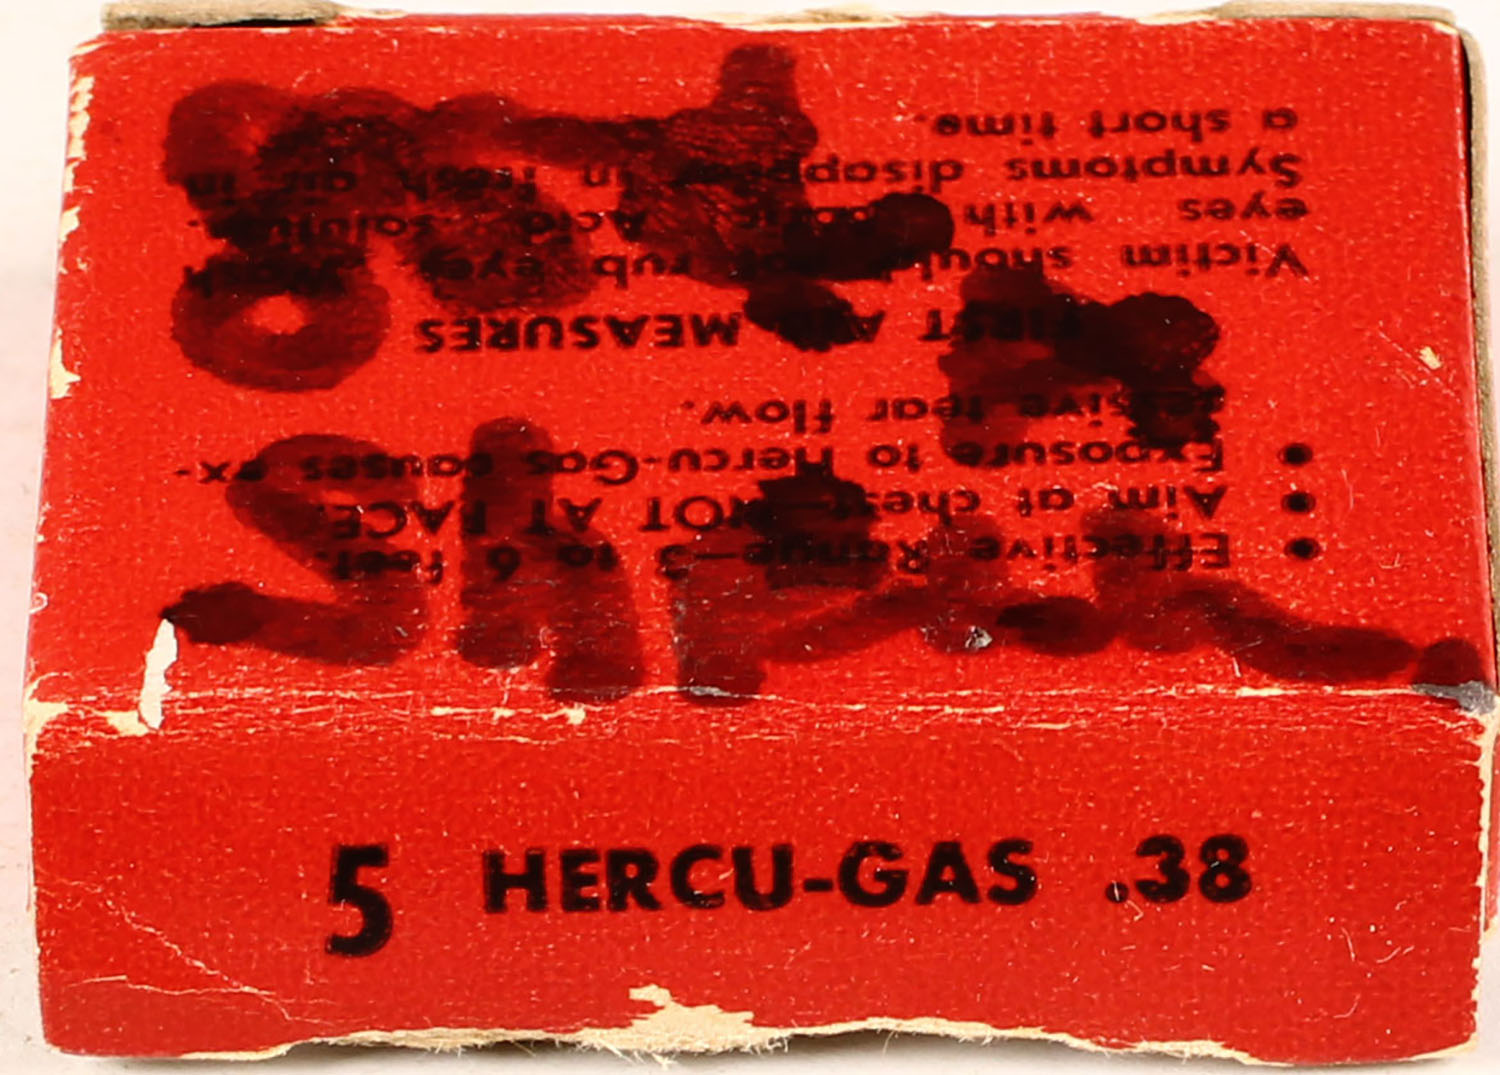 • Effective Range—3 to 6 feet.
• Aim at chest—NOT AT FACE.
• Exposure to Hercu-Gas causes ex-
cessive tear flow.
FIRST AID MEASURES
Victim should not rub eyes. Wash
eyes with Boric Acid solution.
Symptoms disappear in fresh air in
a short time.
5 HERCU-GAS .38